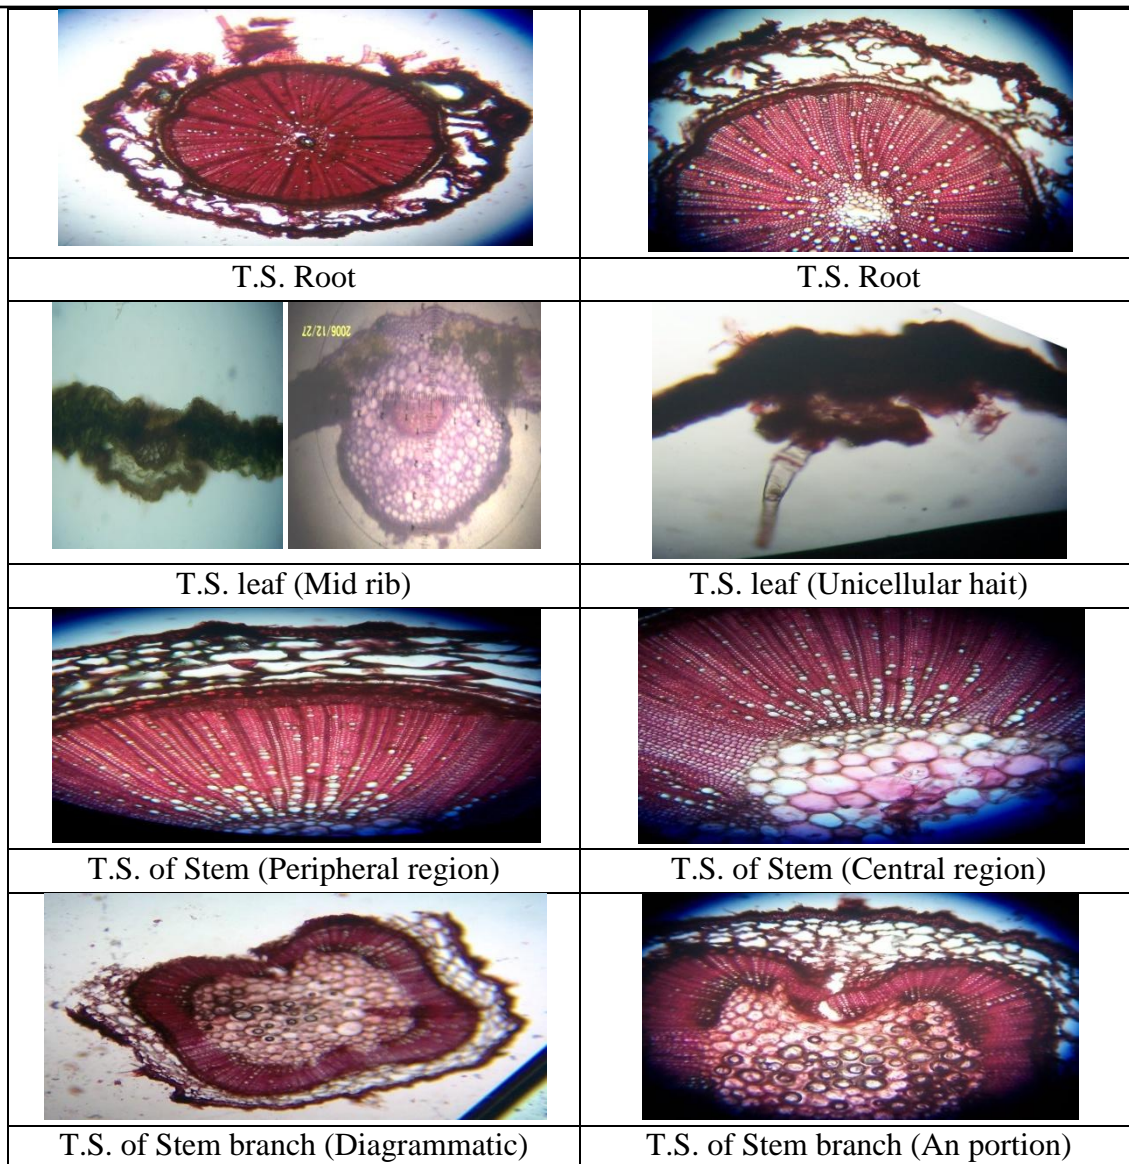 T.S. Root
T.S. Root
2006/12/27
T.S. leaf (Mid rib)
T.S. leaf (Unicellular hait)
T.S. of Stem (Peripheral region)
T.S. of Stem (Central region)
T.S. of Stem branch (Diagrammatic)
T.S. of Stem branch (An portion)